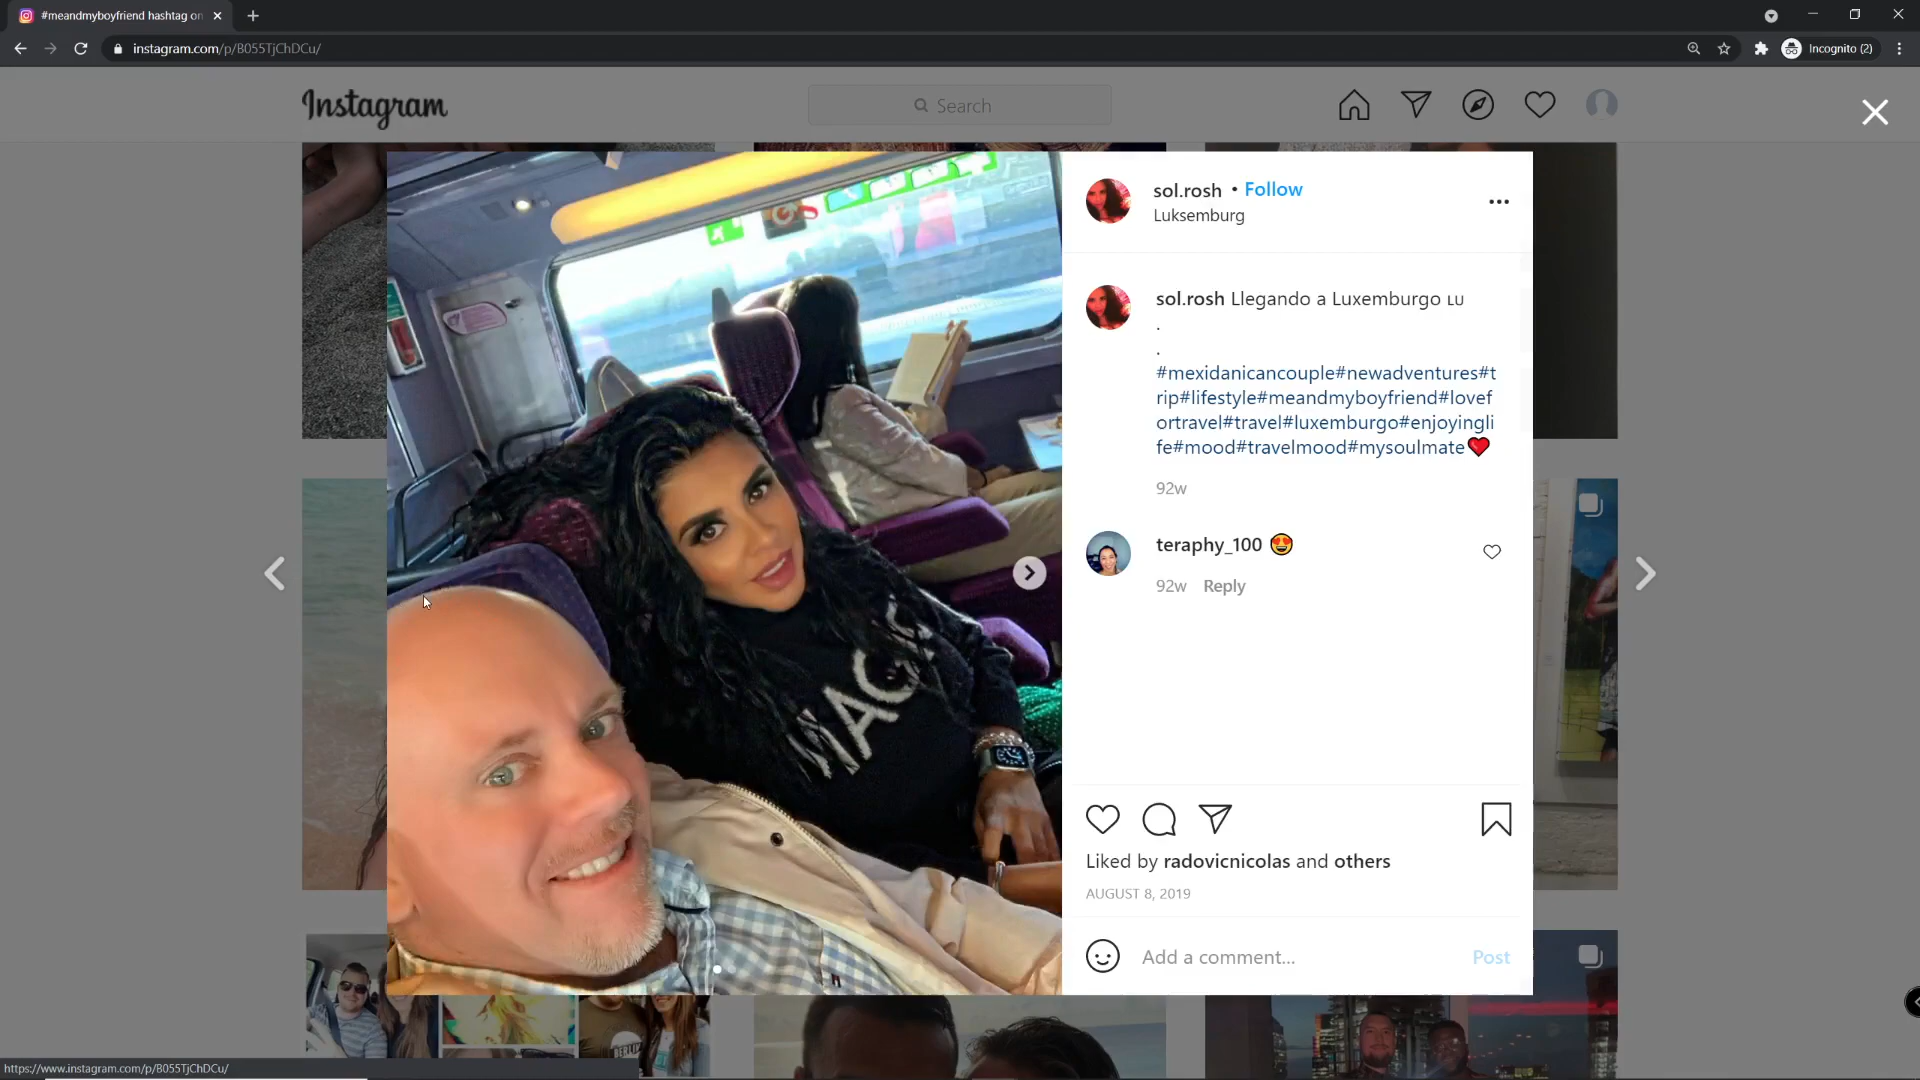 #meandmyboyfriend hashtag on
instagram.com/p/B055TjChDCu/
Incognito (2)
Instagram
Search
sol.rosh • Follow
Luksemburg
sol.rosh Llegando a Luxemburgo LU
.
.
#mexidanicancouple#newadventures#t
rip#lifestyle#meandmyboyfriend#lovef
ortravel#travel#luxemburgo#enjoyingli
fe#mood#travelmood#mysoulmate❤️
92w
teraphy_100 😍
92w Reply
Liked by radovicnicolas and others
AUGUST 8, 2019
Add a comment... Post
https://www.instagram.com/p/B055TjChDCu/